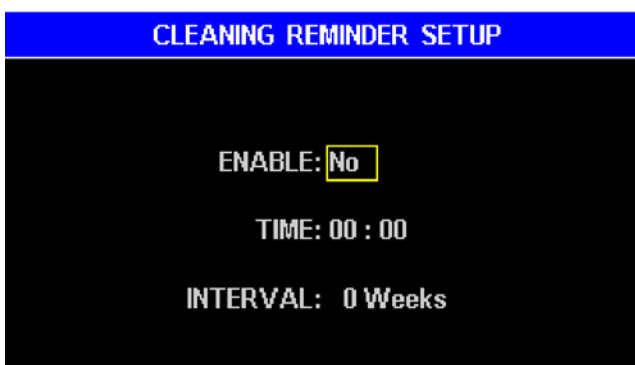 CLEANING REMINDER SETUP
ENABLE: No
TIME: 00 : 00
INTERVAL: 0 Weeks